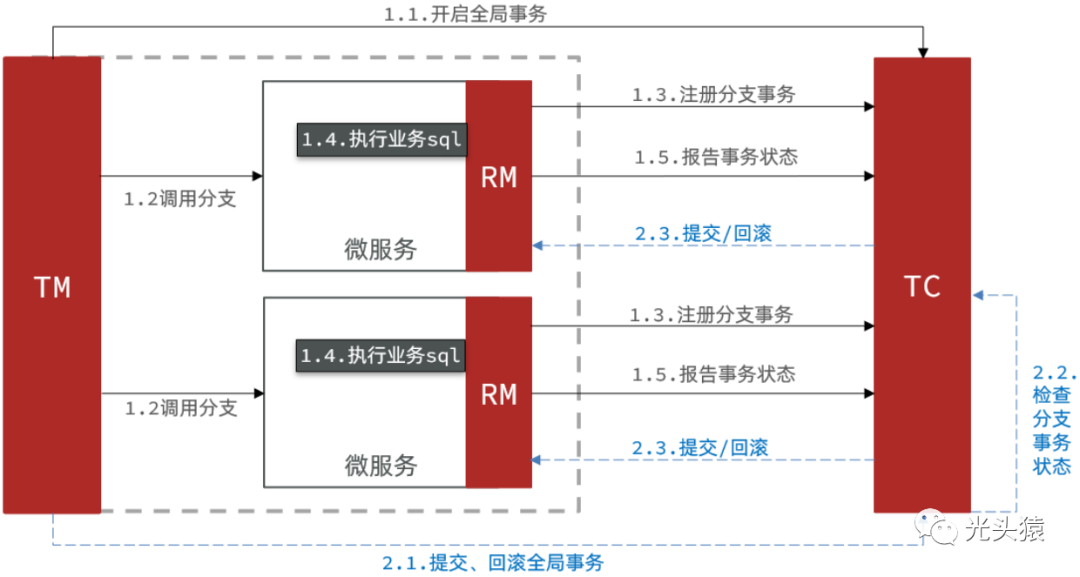 1.1.开启全局事务
1.3.注册分支事务
1.4.执行业务sql
RM
1.5.报告事务状态
1.2调用分支
2.3.提交/回滚
微服务
TM
TC
1.3.注册分支事务
1.4.执行业务sql
RM
1.5.报告事务状态
1.2调用分支
2.3.提交/回滚
微服务
2.2.
检查
分支
事务
状态
光头猿
2.1.提交、回滚全局事务